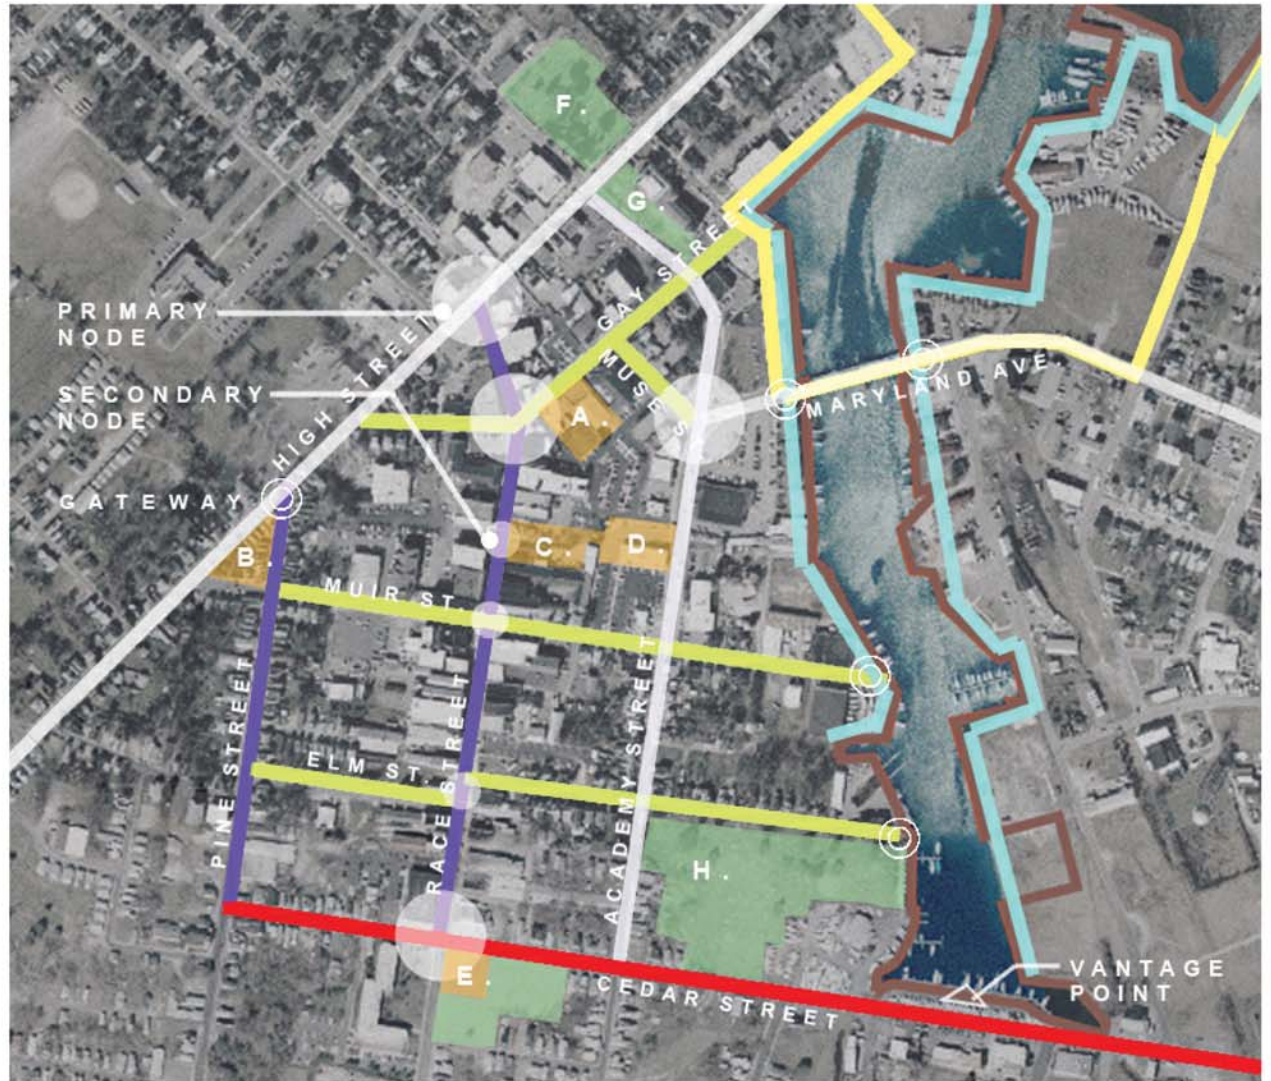 F.
G.
GAY STREET
PRIMARY
NODE
HIGH STREET
MUSE S
SECONDARY
NODE
A.
MARYLAND AVE.
GATEWAY
B.
C.
D.
MUIR ST.
PINE STREET
RACE STREET
ACADEMY STREET
ELM ST.
H.
E.
CEDAR STREET
VANTAGE
POINT